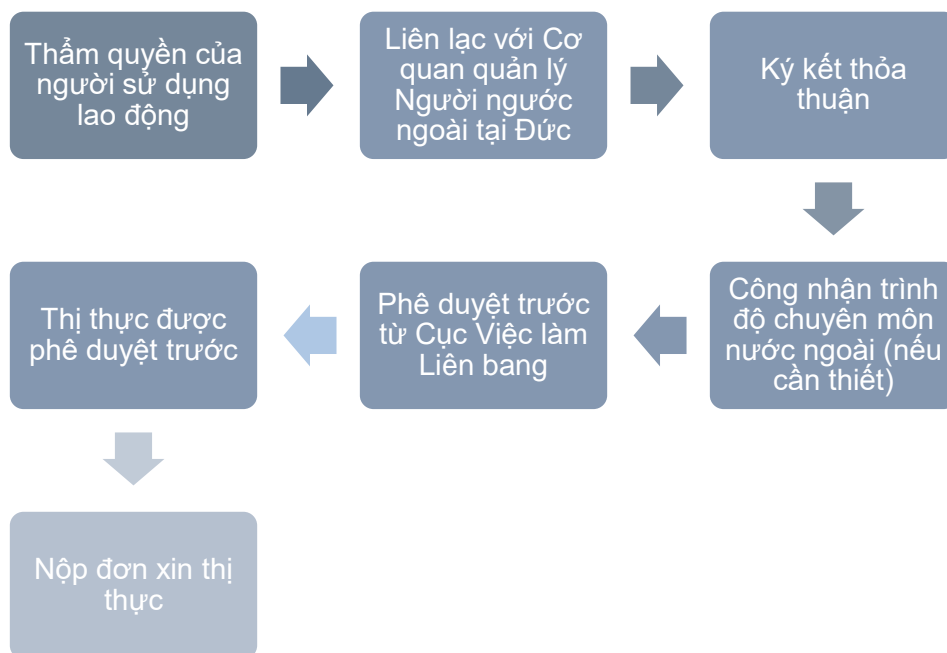 Thẩm quyền của
người sử dụng
lao động
Liên lạc với Cơ
quan quản lý
Người ngước
ngoài tại Đức
Ký kết thỏa
thuận
Công nhận trình
độ chuyên môn
nước ngoài (nếu
cần thiết)
Phê duyệt trước
từ Cục Việc làm
Liên bang
Thị thực được
phê duyệt trước
Nộp đơn xin thị
thực